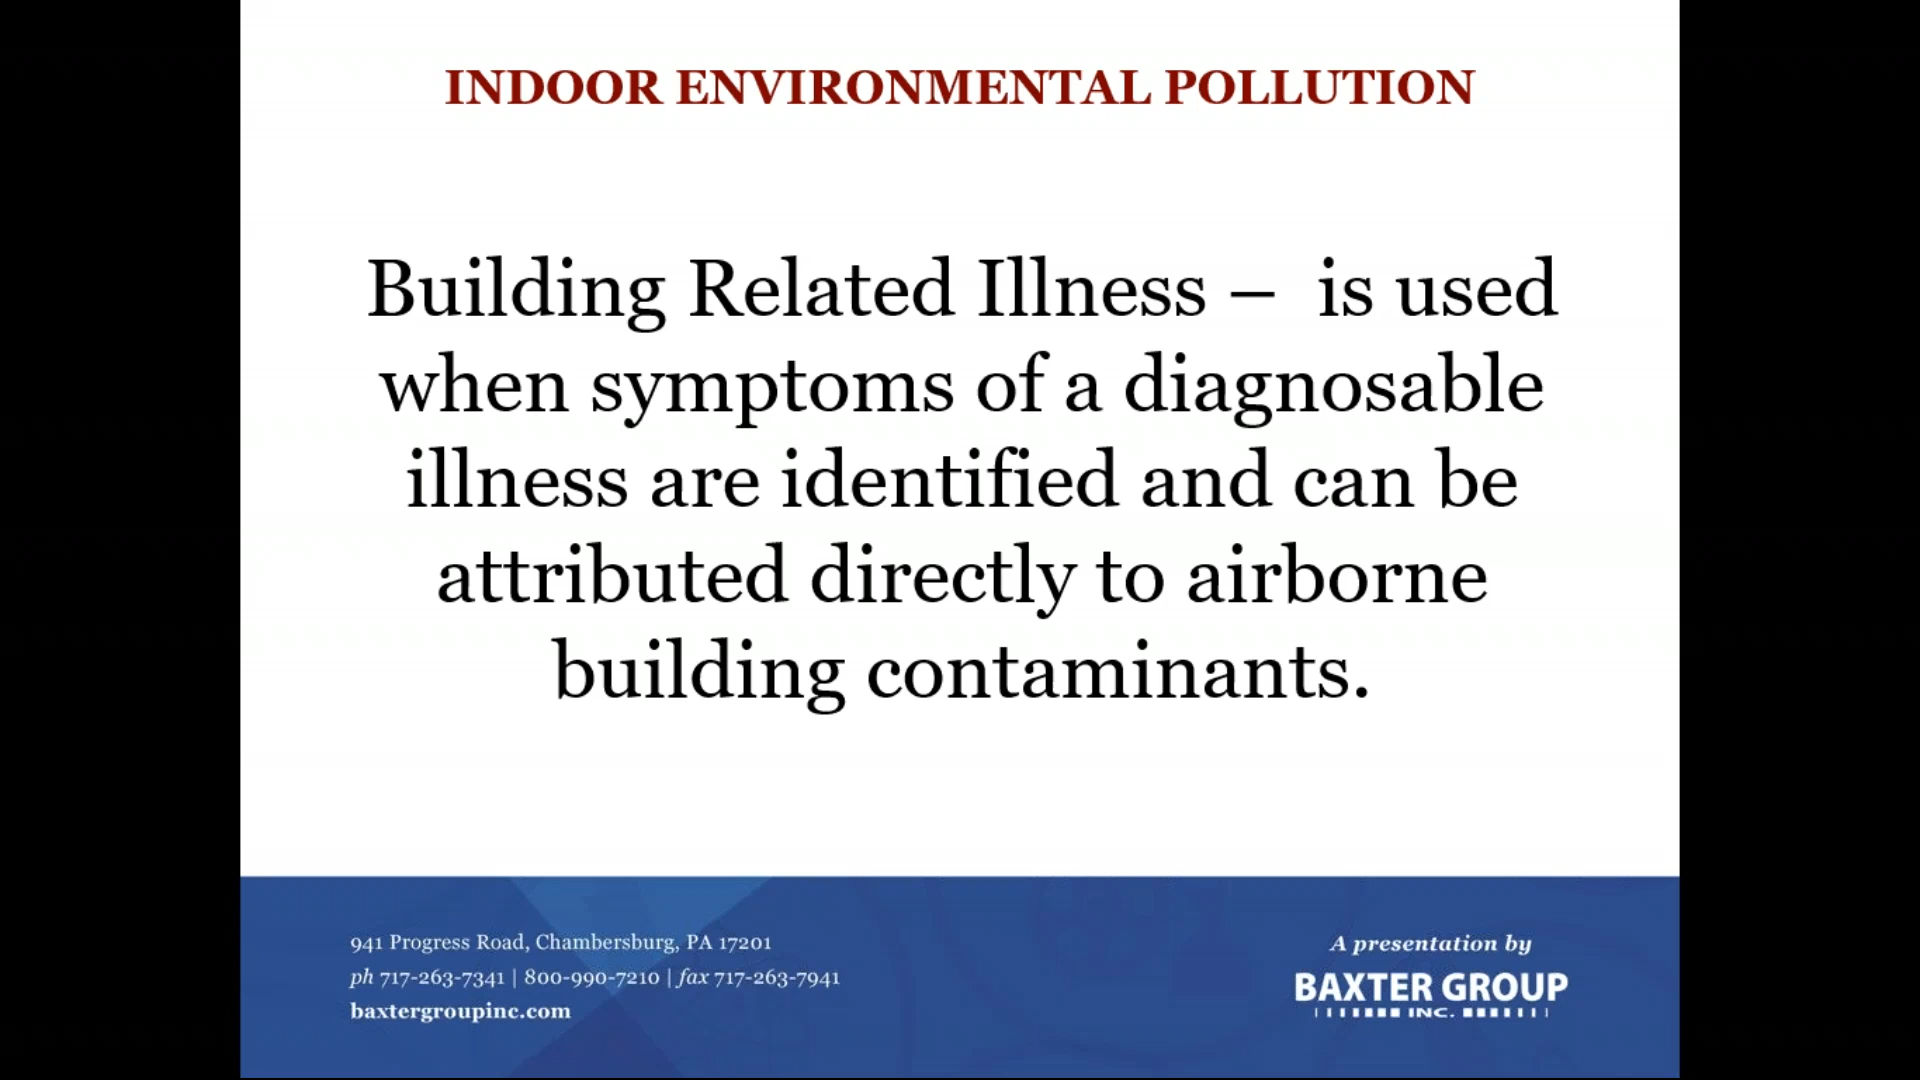 INDOOR ENVIRONMENTAL POLLUTION
Building Related Illness –  is used
when symptoms of a diagnosable
illness are identified and can be
attributed directly to airborne
building contaminants.
941 Progress Road, Chambersburg, PA 17201
ph 717-263-7341 | 800-990-7210 | fax 717-263-7941
baxtergroupinc.com
A presentation by
BAXTER GROUP
INC.